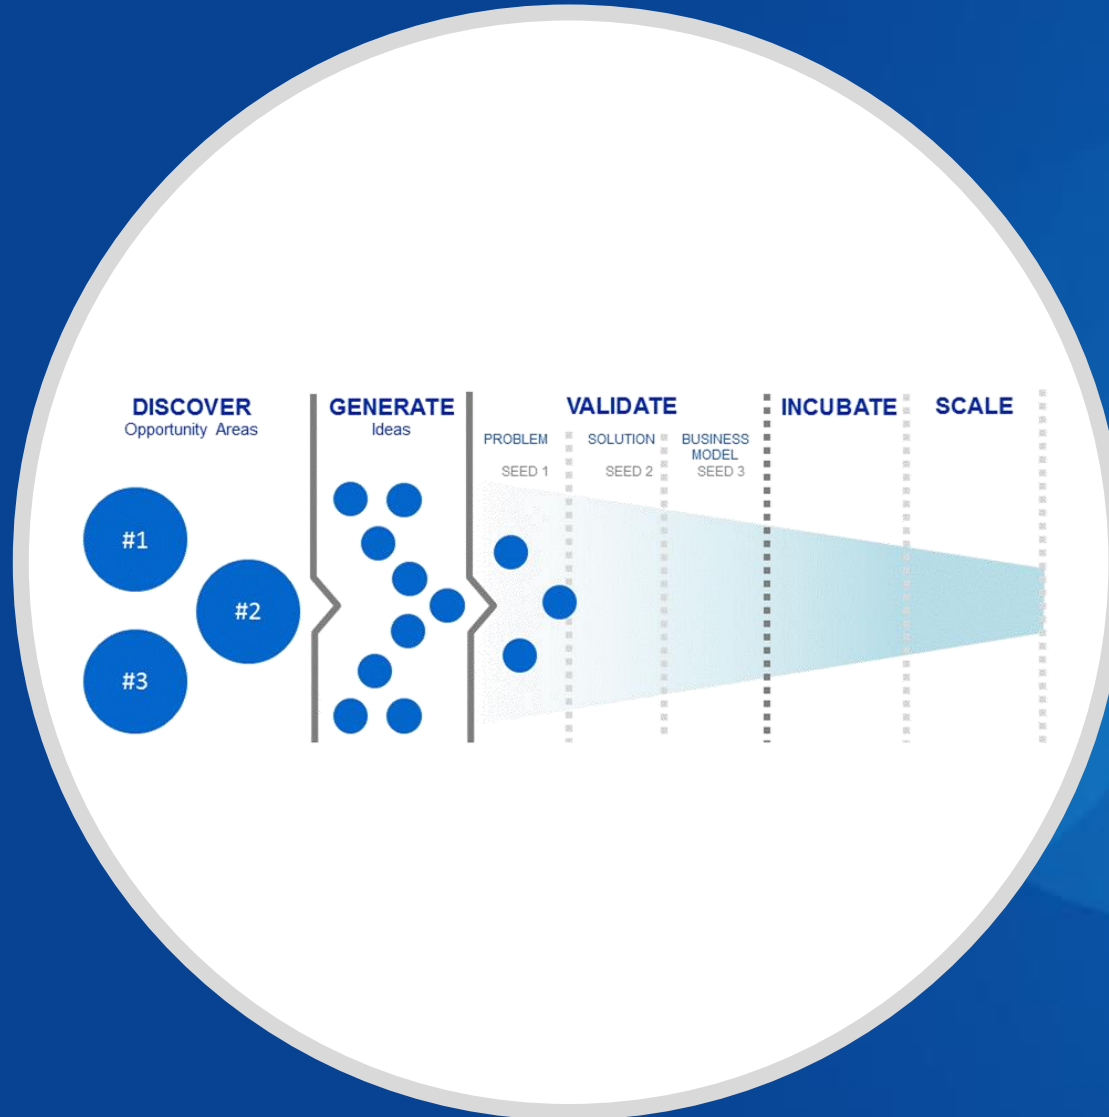 DISCOVER
Opportunity Areas
#1
#2
#3
GENERATE
Ideas
VALIDATE
PROBLEM
SEED 1
SOLUTION
SEED 2
BUSINESS
MODEL
SEED 3
INCUBATE
SCALE